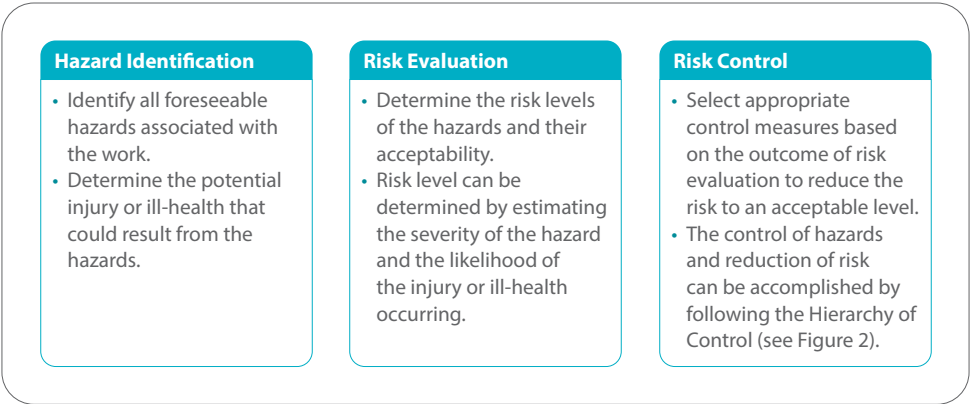 Hazard Identification
• Identify all foreseeable
hazards associated with
the work.
• Determine the potential
injury or ill-health that
could result from the
hazards.
Risk Evaluation
• Determine the risk levels
of the hazards and their
acceptability.
• Risk level can be
determined by estimating
the severity of the hazard
and the likelihood of
the injury or ill-health
occurring.
Risk Control
• Select appropriate
control measures based
on the outcome of risk
evaluation to reduce the
risk to an acceptable level.
• The control of hazards
and reduction of risk
can be accomplished by
following the Hierarchy of
Control (see Figure 2).